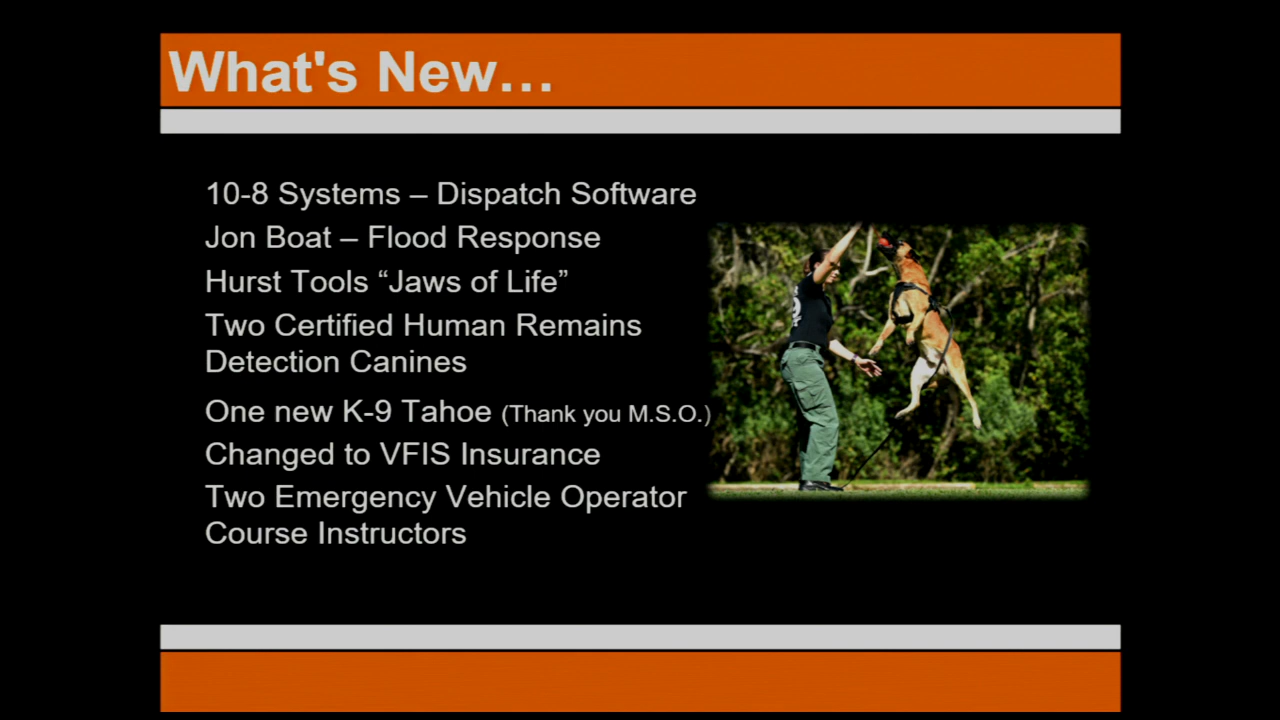 What's New…
10-8 Systems – Dispatch Software
Jon Boat – Flood Response
Hurst Tools “Jaws of Life”
Two Certified Human Remains
Detection Canines
One new K-9 Tahoe (Thank you M.S.O.)
Changed to VFIS Insurance
Two Emergency Vehicle Operator
Course Instructors